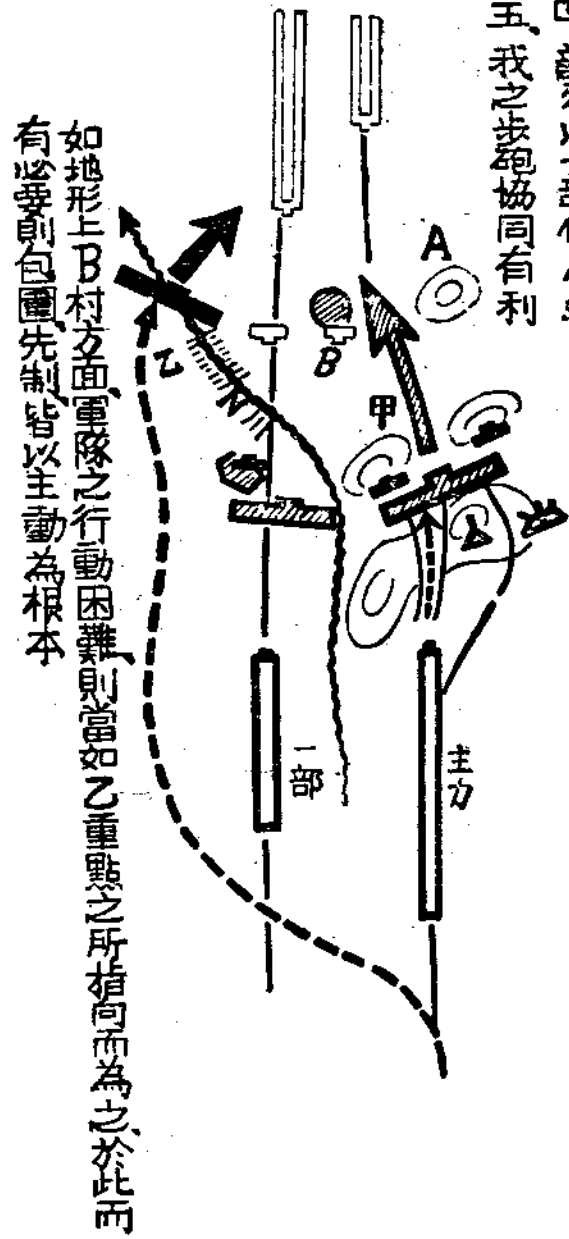 五、我之步砲協同有利
A
B
甲
乙
主力
一部
如地形上B村方面、軍隊之行動困難、則當如乙重點之所指向而為之、於此而
有必要則包圍、先制、皆以主動為根本